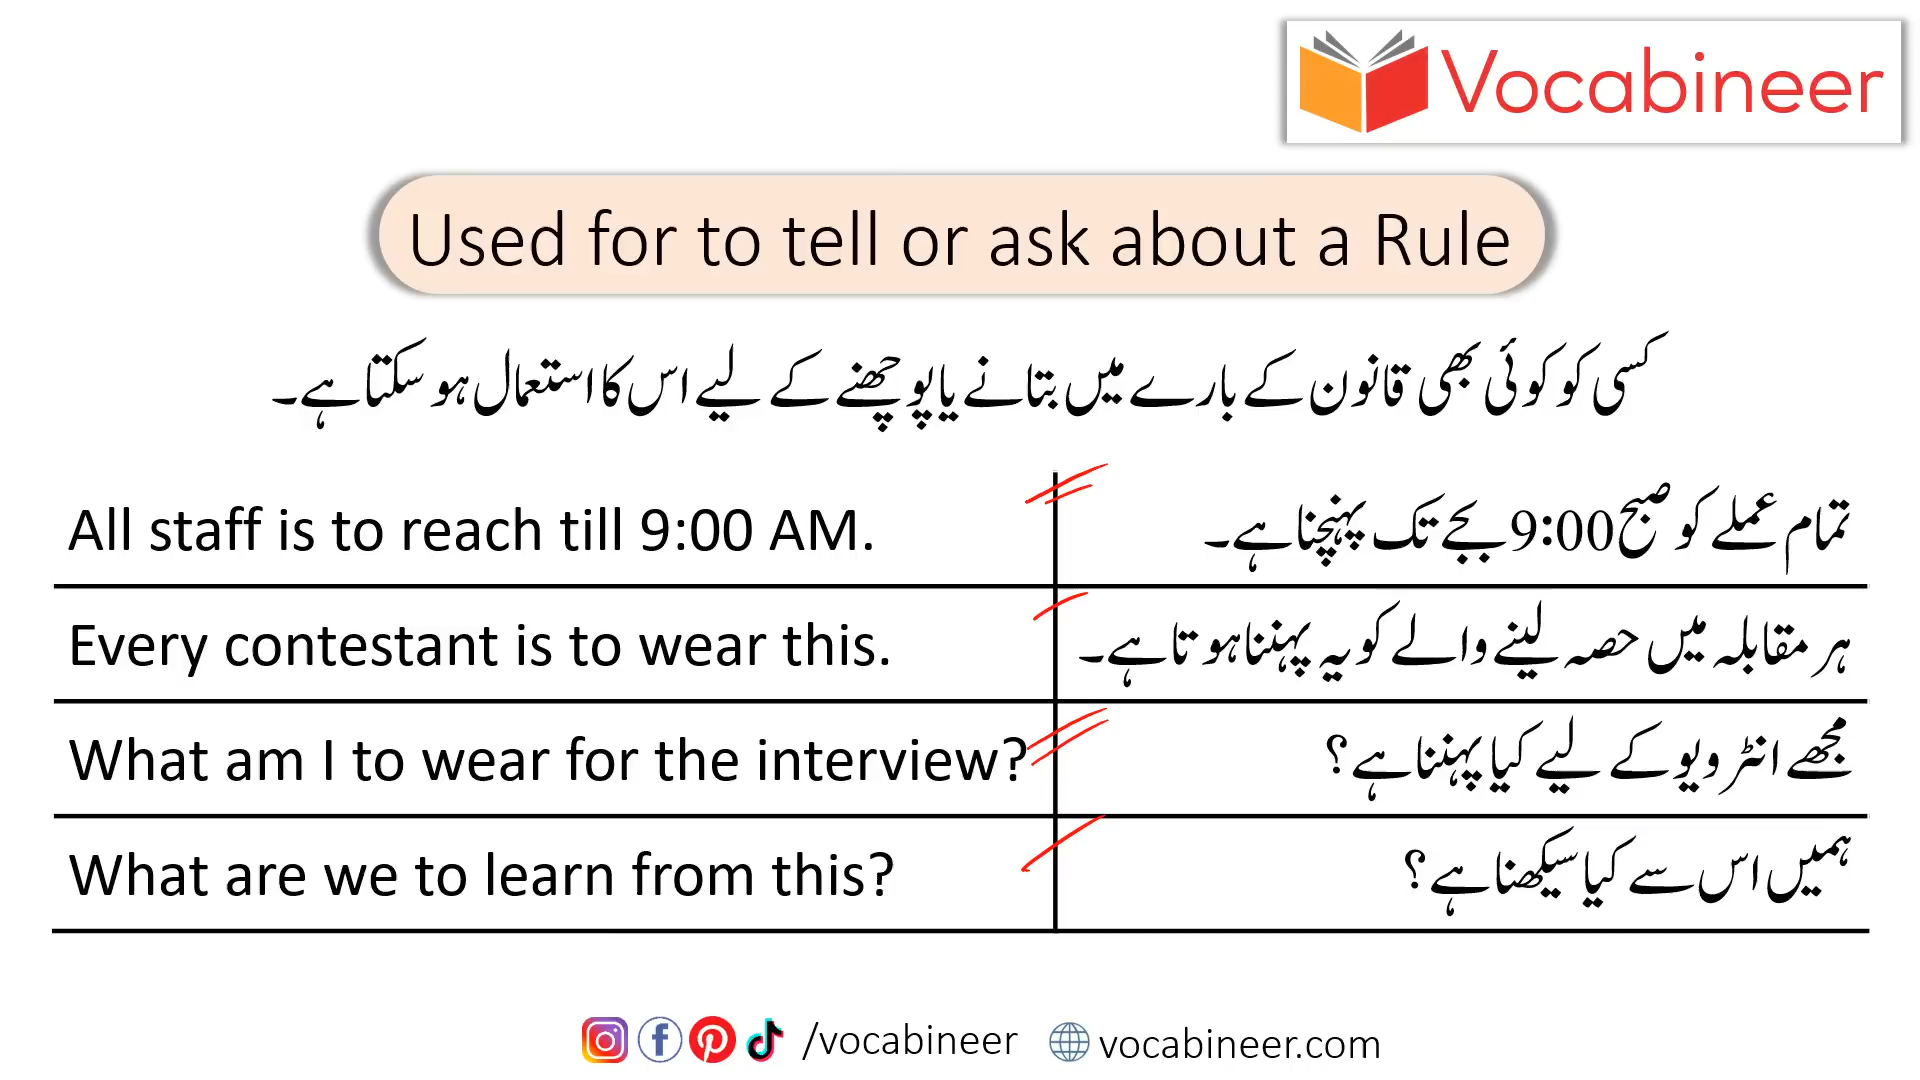 Vocabineer
Used for to tell or ask about a Rule
کسی کو کوئی بھی قانون کے بارے میں بتانے یا پوچھنے کے لیے اس کا استعمال ہو سکتا ہے۔
All staff is to reach till 9:00 AM.
تمام عملے کو صبح 9:00 بجے تک پہنچنا ہے۔
Every contestant is to wear this.
ہر مقابلہ میں حصہ لینے والے کو یہ پہننا ہوتا ہے۔
What am I to wear for the interview?
مجھے انٹرویو کے لیے کیا پہننا ہے؟
What are we to learn from this?
ہمیں اس سے کیا سیکھنا ہے؟
/vocabineer vocabineer.com